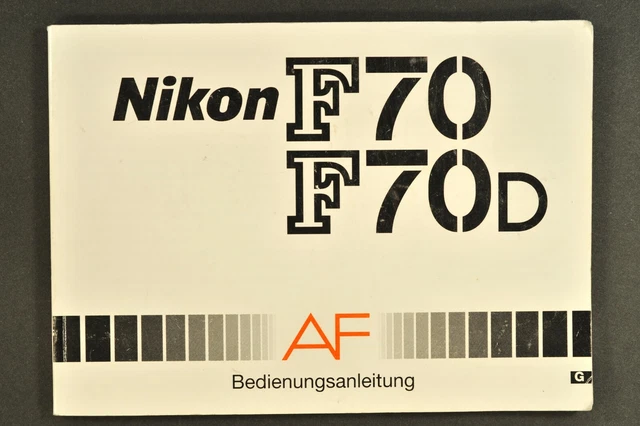 Nikon F70
F70D
AF
Bedienungsanleitung
G